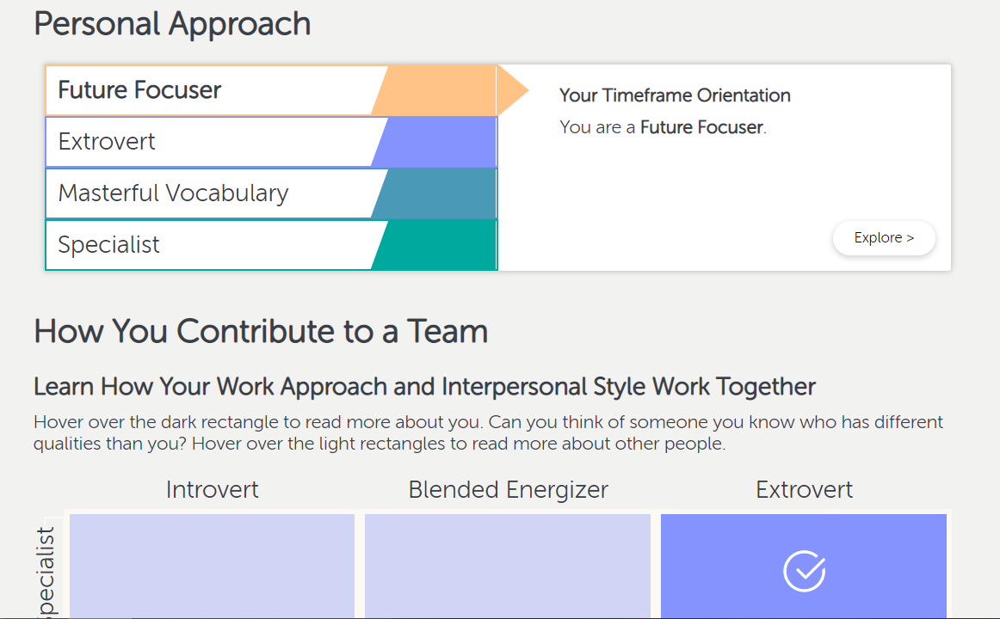 Personal Approach
Future Focuser
Extrovert
Masterful Vocabulary
Specialist
Your Timeframe Orientation
You are a Future Focuser.
Explore >
How You Contribute to a Team
Learn How Your Work Approach and Interpersonal Style Work Together
Hover over the dark rectangle to read more about you. Can you think of someone you know who has different
qualities than you? Hover over the light rectangles to read more about other people.
Introvert
Blended Energizer
Extrovert
Specialist